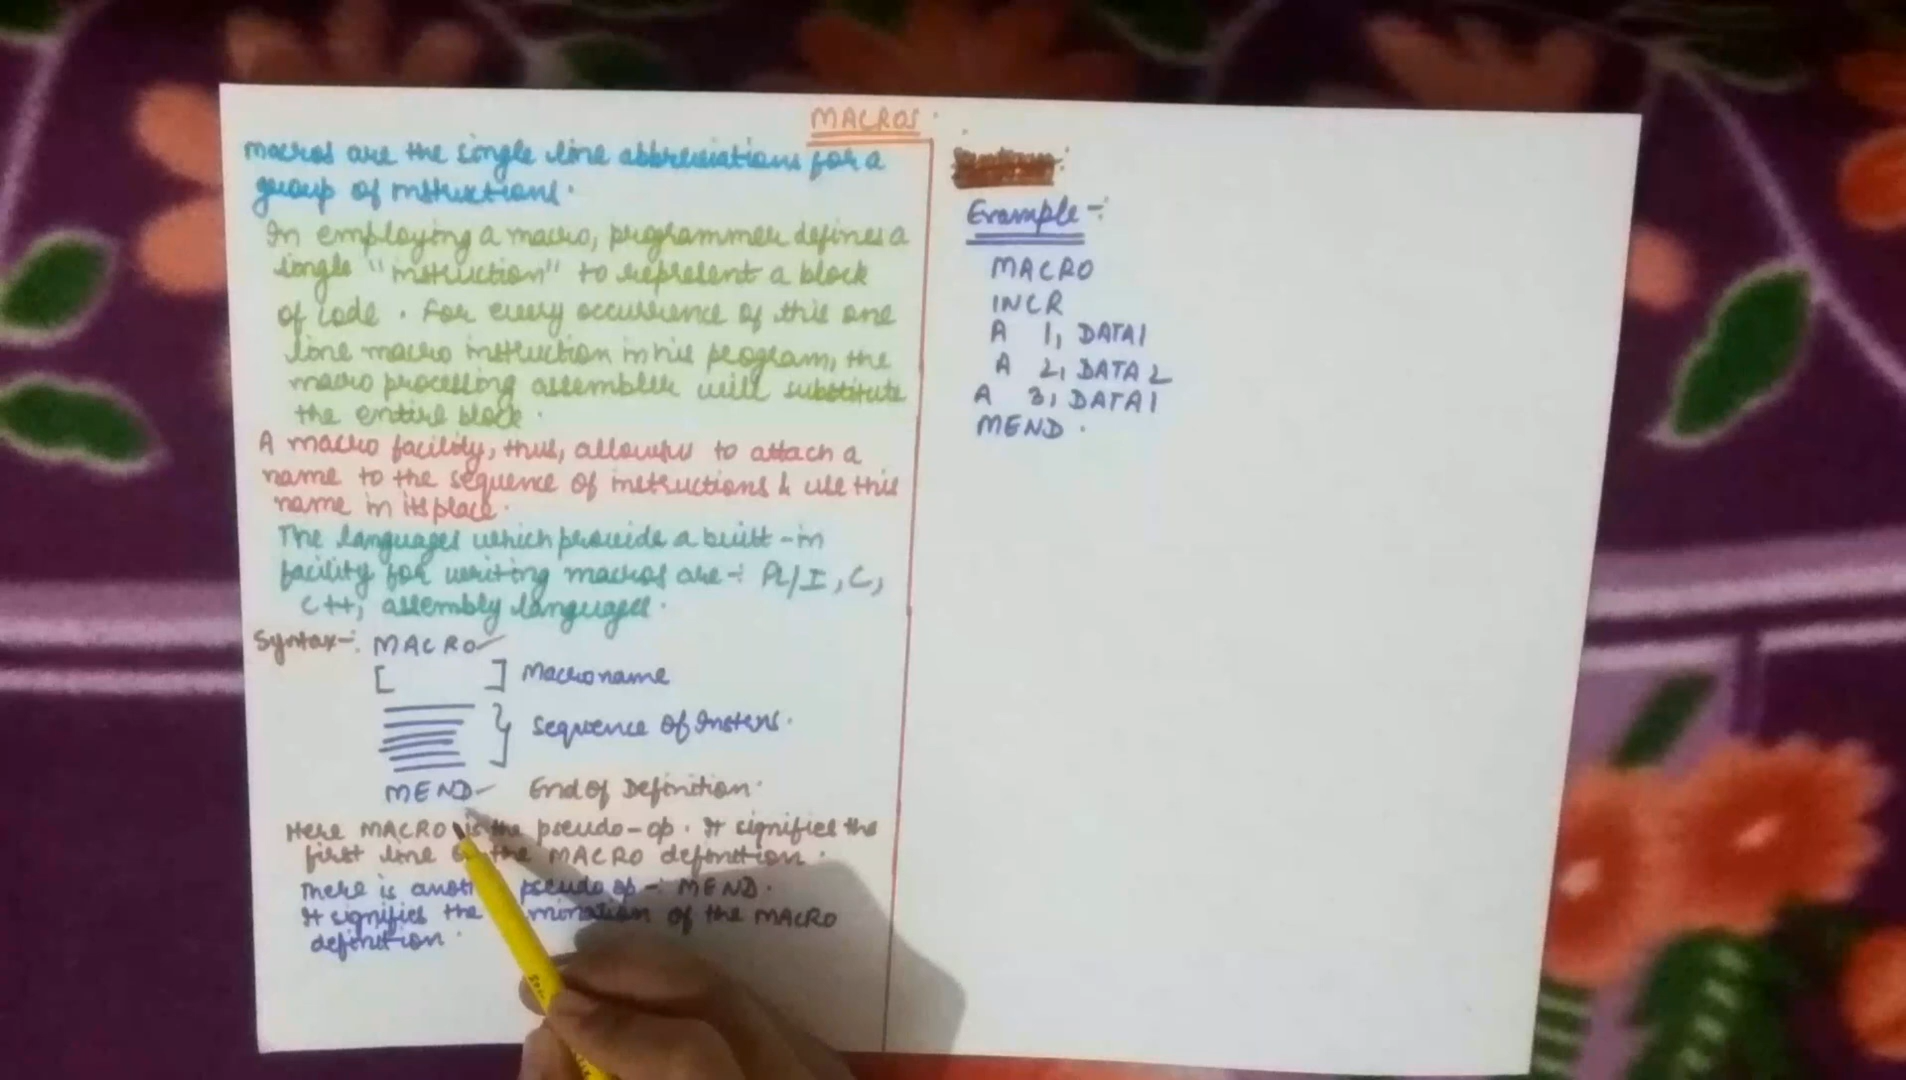 MACROS.
Macros are the single line abbreviations for a
group of instructions.
In employing a macro, programmer defines a
single "instruction" to represent a block
of code. For every occurrence of this one
line macro instruction in his program, the
macro processing assembler will substitute
the entire block.
A macro facility, thus, allows us to attach a
name to the sequence of instructions & use this
name in its place.
The languages which provide a built-in
facility for writing macros are-: PL/I, C,
C++, assembly languages.
Syntax-: MACRO
[ ] Macroname
} Sequence of Instrns.
MEND End of Definition.
Here MACRO is the pseudo-op. It signifies the
first line the MACRO definition.
There is pseudo op-: MEND.
It signifies the of the MACRO
definition.
Example-:
MACRO
INCR
A 1, DATA1
A 2, DATA2
A 3, DATA1
MEND.